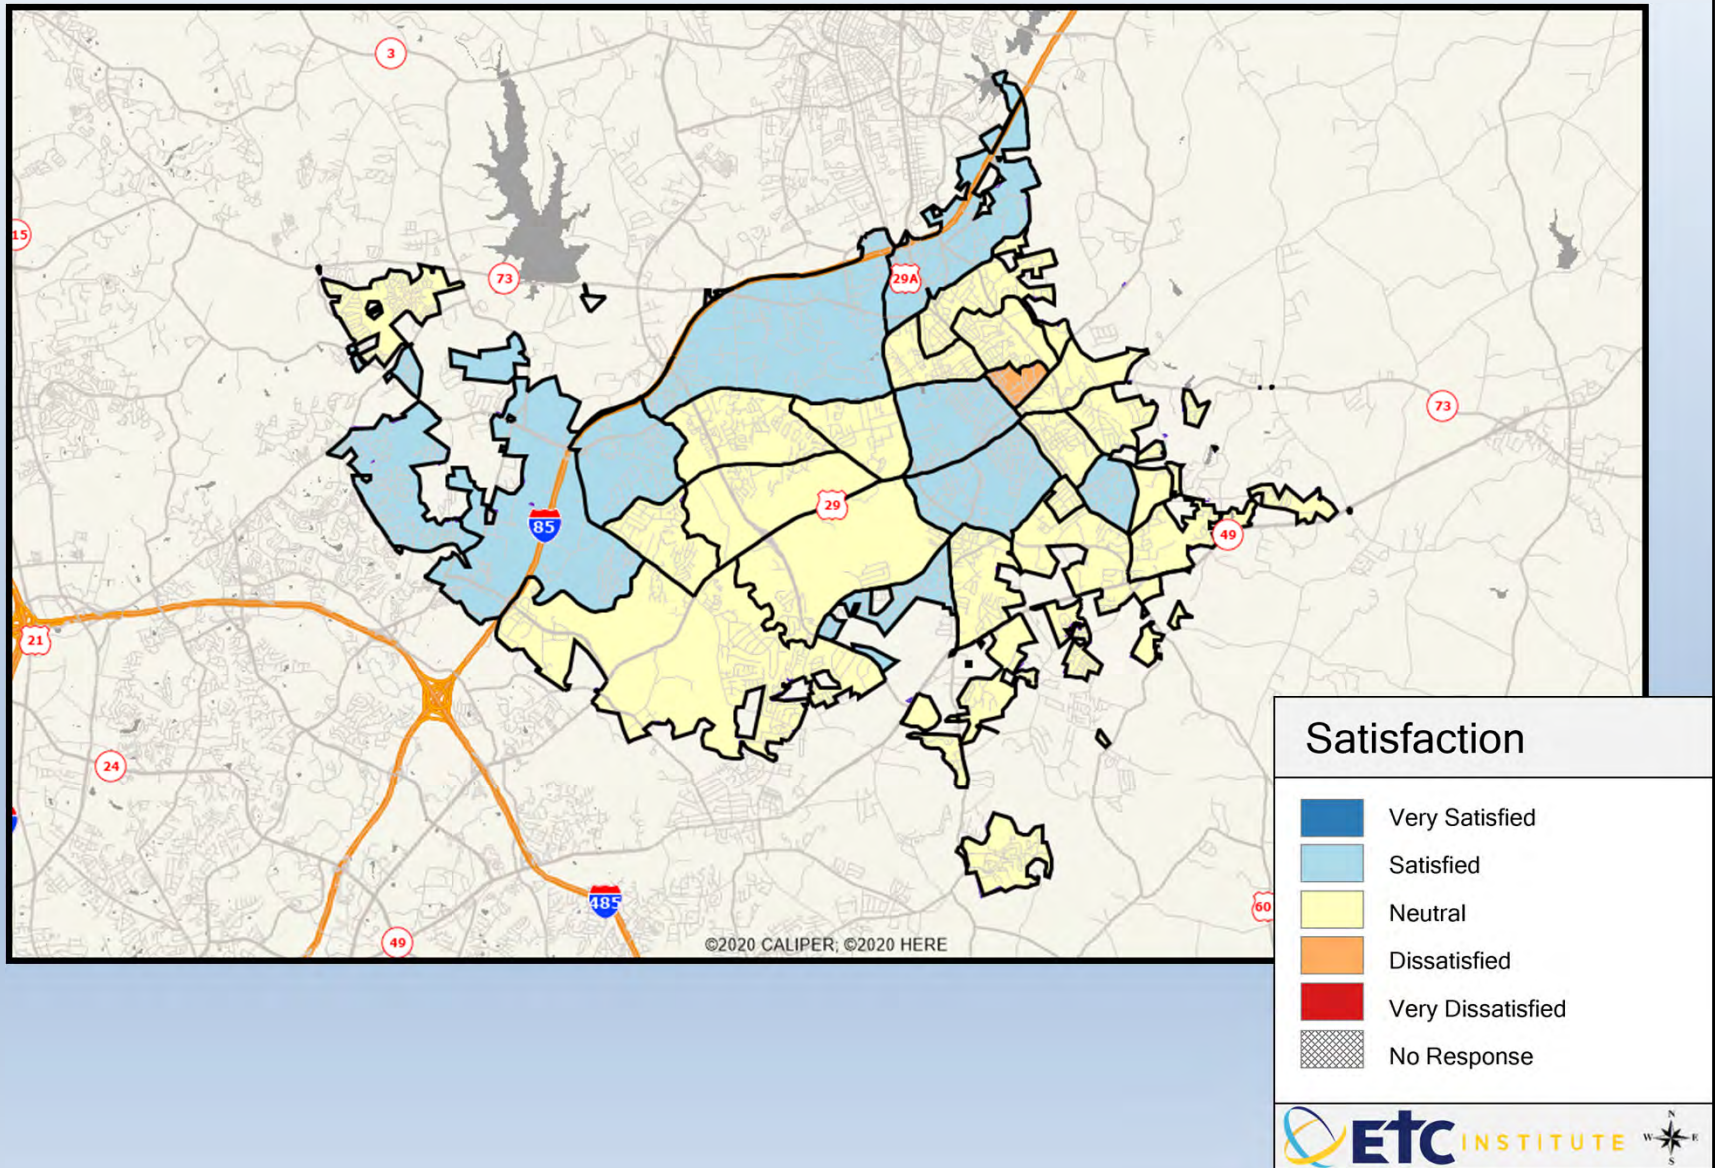 3
15
73
29A
73
29
85
49
21
24
485
60
49
©2020 CALIPER; ©2020 HERE
Satisfaction
Very Satisfied
Satisfied
Neutral
Dissatisfied
Very Dissatisfied
No Response
ETC INSTITUTE
N
W E
S